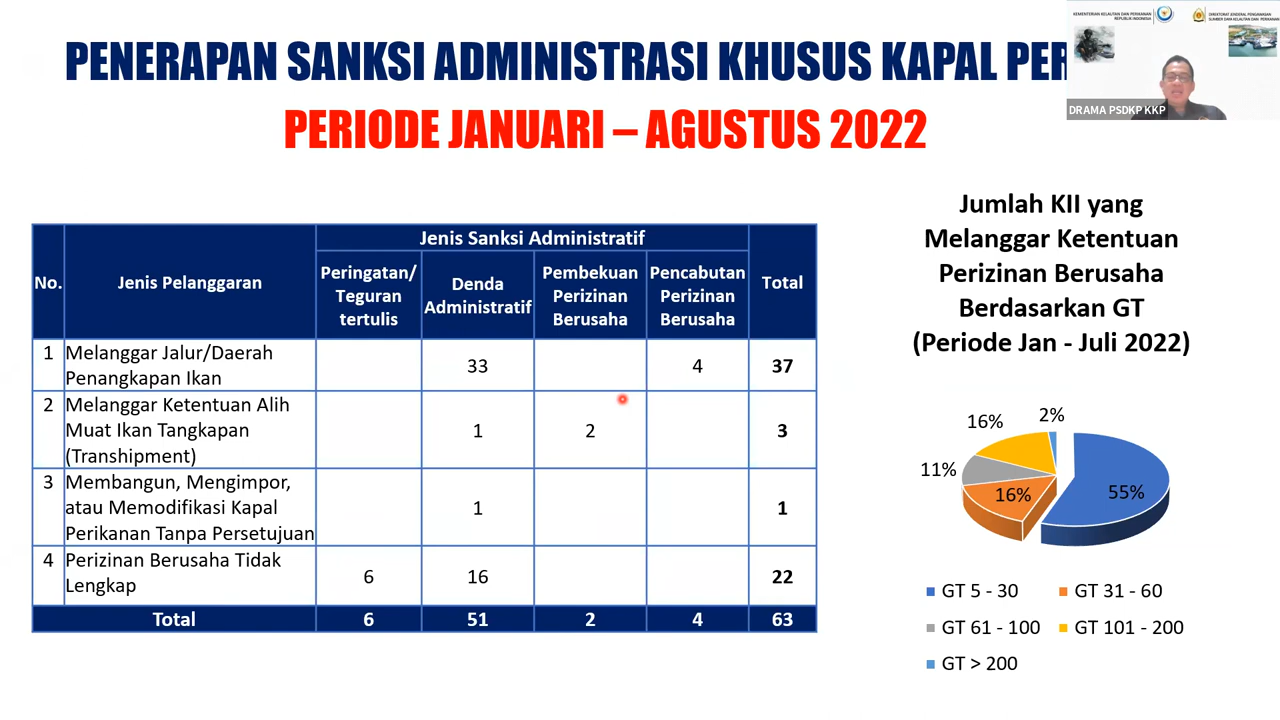 KEMENTERIAN KELAUTAN DAN PERIKANAN
REPUBLIK INDONESIA
DIREKTORAT JENDERAL PENGAWASAN
SUMBER DAYA KELAUTAN DAN PERIKANAN
DRAMA PSDKP KKP
PENERAPAN SANKSI ADMINISTRASI KHUSUS KAPAL PER
PERIODE JANUARI – AGUSTUS 2022
No.
Jenis Pelanggaran
Jenis Sanksi Administratif
Total
Peringatan/
Teguran
tertulis
Denda
Administratif
Pembekuan
Perizinan
Berusaha
Pencabutan
Perizinan
Berusaha
1 Melanggar Jalur/Daerah
Penangkapan Ikan
33 4 37
2 Melanggar Ketentuan Alih
Muat Ikan Tangkapan
(Transhipment)
1 2 3
3 Membangun, Mengimpor,
atau Memodifikasi Kapal
Perikanan Tanpa Persetujuan
1 1
4 Perizinan Berusaha Tidak
Lengkap
6 16 22
Total 6 51 2 4 63
Jumlah KII yang
Melanggar Ketentuan
Perizinan Berusaha
Berdasarkan GT
(Periode Jan - Juli 2022)
16% 2%
11%
16% 55%
GT 5 - 30 GT 31 - 60
GT 61 - 100 GT 101 - 200
GT > 200